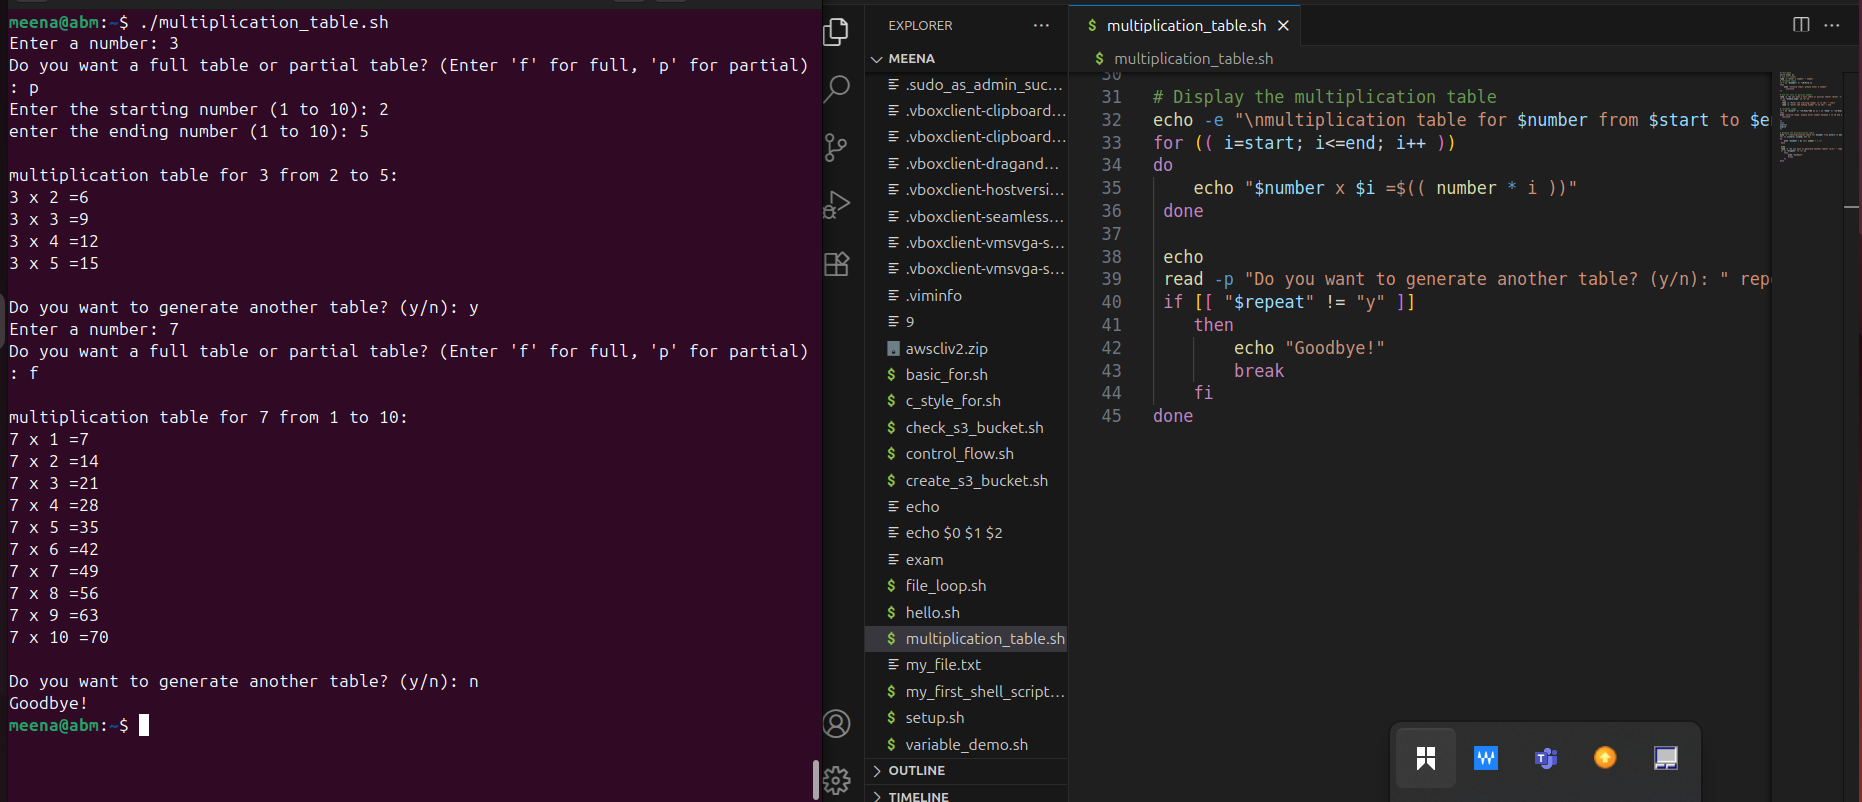 meena@abm:~$ ./multiplication_table.sh
Enter a number: 3
Do you want a full table or partial table? (Enter 'f' for full, 'p' for partial)
: p
Enter the starting number (1 to 10): 2
enter the ending number (1 to 10): 5
multiplication table for 3 from 2 to 5:
3 x 2 =6
3 x 3 =9
3 x 4 =12
3 x 5 =15
Do you want to generate another table? (y/n): y
Enter a number: 7
Do you want a full table or partial table? (Enter 'f' for full, 'p' for partial)
: f
multiplication table for 7 from 1 to 10:
7 x 1 =7
7 x 2 =14
7 x 3 =21
7 x 4 =28
7 x 5 =35
7 x 6 =42
7 x 7 =49
7 x 8 =56
7 x 9 =63
7 x 10 =70
Do you want to generate another table? (y/n): n
Goodbye!
meena@abm:~$
EXPLORER ···
MEENA
.sudo_as_admin_suc...
.vboxclient-clipboard...
.vboxclient-clipboard...
.vboxclient-dragand...
.vboxclient-hostversi...
.vboxclient-seamless...
.vboxclient-vmsvga-s...
.vboxclient-vmsvga-s...
.viminfo
9
awscliv2.zip
$ basic_for.sh
$ c_style_for.sh
$ check_s3_bucket.sh
$ control_flow.sh
$ create_s3_bucket.sh
echo
echo $0 $1 $2
exam
$ file_loop.sh
$ hello.sh
$ multiplication_table.sh
my_file.txt
$ my_first_shell_script...
$ setup.sh
$ variable_demo.sh
OUTLINE
TIMELINE
$ multiplication_table.sh
$ multiplication_table.sh
30
31 # Display the multiplication table
32 echo -e "\nmultiplication table for $number from $start to $e
33 for (( i=start; i<=end; i++ ))
34 do
35 echo "$number x $i =$(( number * i ))"
36 done
37
38 echo
39 read -p "Do you want to generate another table? (y/n): " rep
40 if [[ "$repeat" != "y" ]]
41 then
42 echo "Goodbye!"
43 break
44 fi
45 done